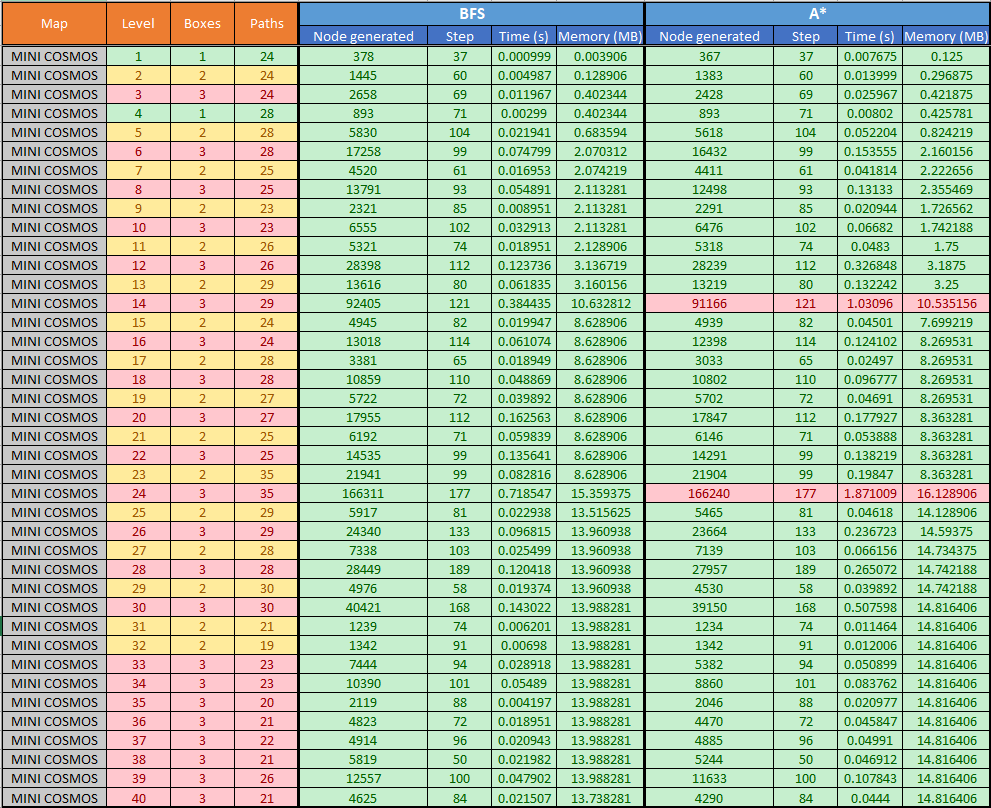 Map Level Boxes Paths BFS A*
Node generated Step Time (s) Memory (MB) Node generated Step Time (s) Memory (MB)
MINI COSMOS 1 1 24 378 37 0.000999 0.003906 367 37 0.007675 0.125
MINI COSMOS 2 2 24 1445 60 0.004987 0.128906 1383 60 0.013999 0.296875
MINI COSMOS 3 3 24 2658 69 0.011967 0.402344 2428 69 0.025967 0.421875
MINI COSMOS 4 1 28 893 71 0.00299 0.402344 893 71 0.00802 0.425781
MINI COSMOS 5 2 28 5830 104 0.021941 0.683594 5618 104 0.052204 0.824219
MINI COSMOS 6 3 28 17258 99 0.074799 2.070312 16432 99 0.153555 2.160156
MINI COSMOS 7 2 25 4520 61 0.016953 2.074219 4411 61 0.041814 2.222656
MINI COSMOS 8 3 25 13791 93 0.054891 2.113281 12498 93 0.13133 2.355469
MINI COSMOS 9 2 23 2321 85 0.008951 2.113281 2291 85 0.020944 1.726562
MINI COSMOS 10 3 23 6555 102 0.032913 2.113281 6476 102 0.06682 1.742188
MINI COSMOS 11 2 26 5321 74 0.018951 2.128906 5318 74 0.0483 1.75
MINI COSMOS 12 3 26 28398 112 0.123736 3.136719 28239 112 0.326848 3.1875
MINI COSMOS 13 2 29 13616 80 0.061835 3.160156 13219 80 0.132242 3.25
MINI COSMOS 14 3 29 92405 121 0.384435 10.632812 91166 121 1.03096 10.535156
MINI COSMOS 15 2 24 4945 82 0.019947 8.628906 4939 82 0.04501 7.699219
MINI COSMOS 16 3 24 13018 114 0.061074 8.628906 12398 114 0.124102 8.269531
MINI COSMOS 17 2 28 3381 65 0.018949 8.628906 3033 65 0.02497 8.269531
MINI COSMOS 18 3 28 10859 110 0.048869 8.628906 10802 110 0.096777 8.269531
MINI COSMOS 19 2 27 5722 72 0.039892 8.628906 5702 72 0.04691 8.269531
MINI COSMOS 20 3 27 17955 112 0.162563 8.628906 17847 112 0.177927 8.363281
MINI COSMOS 21 2 25 6192 71 0.059839 8.628906 6146 71 0.053888 8.363281
MINI COSMOS 22 3 25 14535 99 0.135641 8.628906 14291 99 0.138219 8.363281
MINI COSMOS 23 2 35 21941 99 0.082816 8.628906 21904 99 0.19847 8.363281
MINI COSMOS 24 3 35 166311 177 0.718547 15.359375 166240 177 1.871009 16.128906
MINI COSMOS 25 2 29 5917 81 0.022938 13.515625 5465 81 0.04618 14.128906
MINI COSMOS 26 3 29 24340 133 0.096815 13.960938 23664 133 0.236723 14.59375
MINI COSMOS 27 2 28 7338 103 0.025499 13.960938 7139 103 0.066156 14.734375
MINI COSMOS 28 3 28 28449 189 0.120418 13.960938 27957 189 0.265072 14.742188
MINI COSMOS 29 2 30 4976 58 0.019374 13.960938 4530 58 0.039892 14.742188
MINI COSMOS 30 3 30 40421 168 0.143022 13.988281 39150 168 0.507598 14.816406
MINI COSMOS 31 2 21 1239 74 0.006201 13.988281 1234 74 0.011464 14.816406
MINI COSMOS 32 2 19 1342 91 0.00698 13.988281 1342 91 0.012006 14.816406
MINI COSMOS 33 3 23 7444 94 0.028918 13.988281 5382 94 0.050899 14.816406
MINI COSMOS 34 3 23 10390 101 0.05489 13.988281 8860 101 0.083762 14.816406
MINI COSMOS 35 3 20 2119 88 0.004197 13.988281 2046 88 0.020977 14.816406
MINI COSMOS 36 3 21 4823 72 0.018951 13.988281 4470 72 0.045847 14.816406
MINI COSMOS 37 3 22 4914 96 0.020943 13.988281 4885 96 0.04991 14.816406
MINI COSMOS 38 3 21 5819 50 0.021982 13.988281 5244 50 0.046912 14.816406
MINI COSMOS 39 3 26 12557 100 0.047902 13.988281 11633 100 0.107843 14.816406
MINI COSMOS 40 3 21 4625 84 0.021507 13.738281 4290 84 0.0444 14.816406